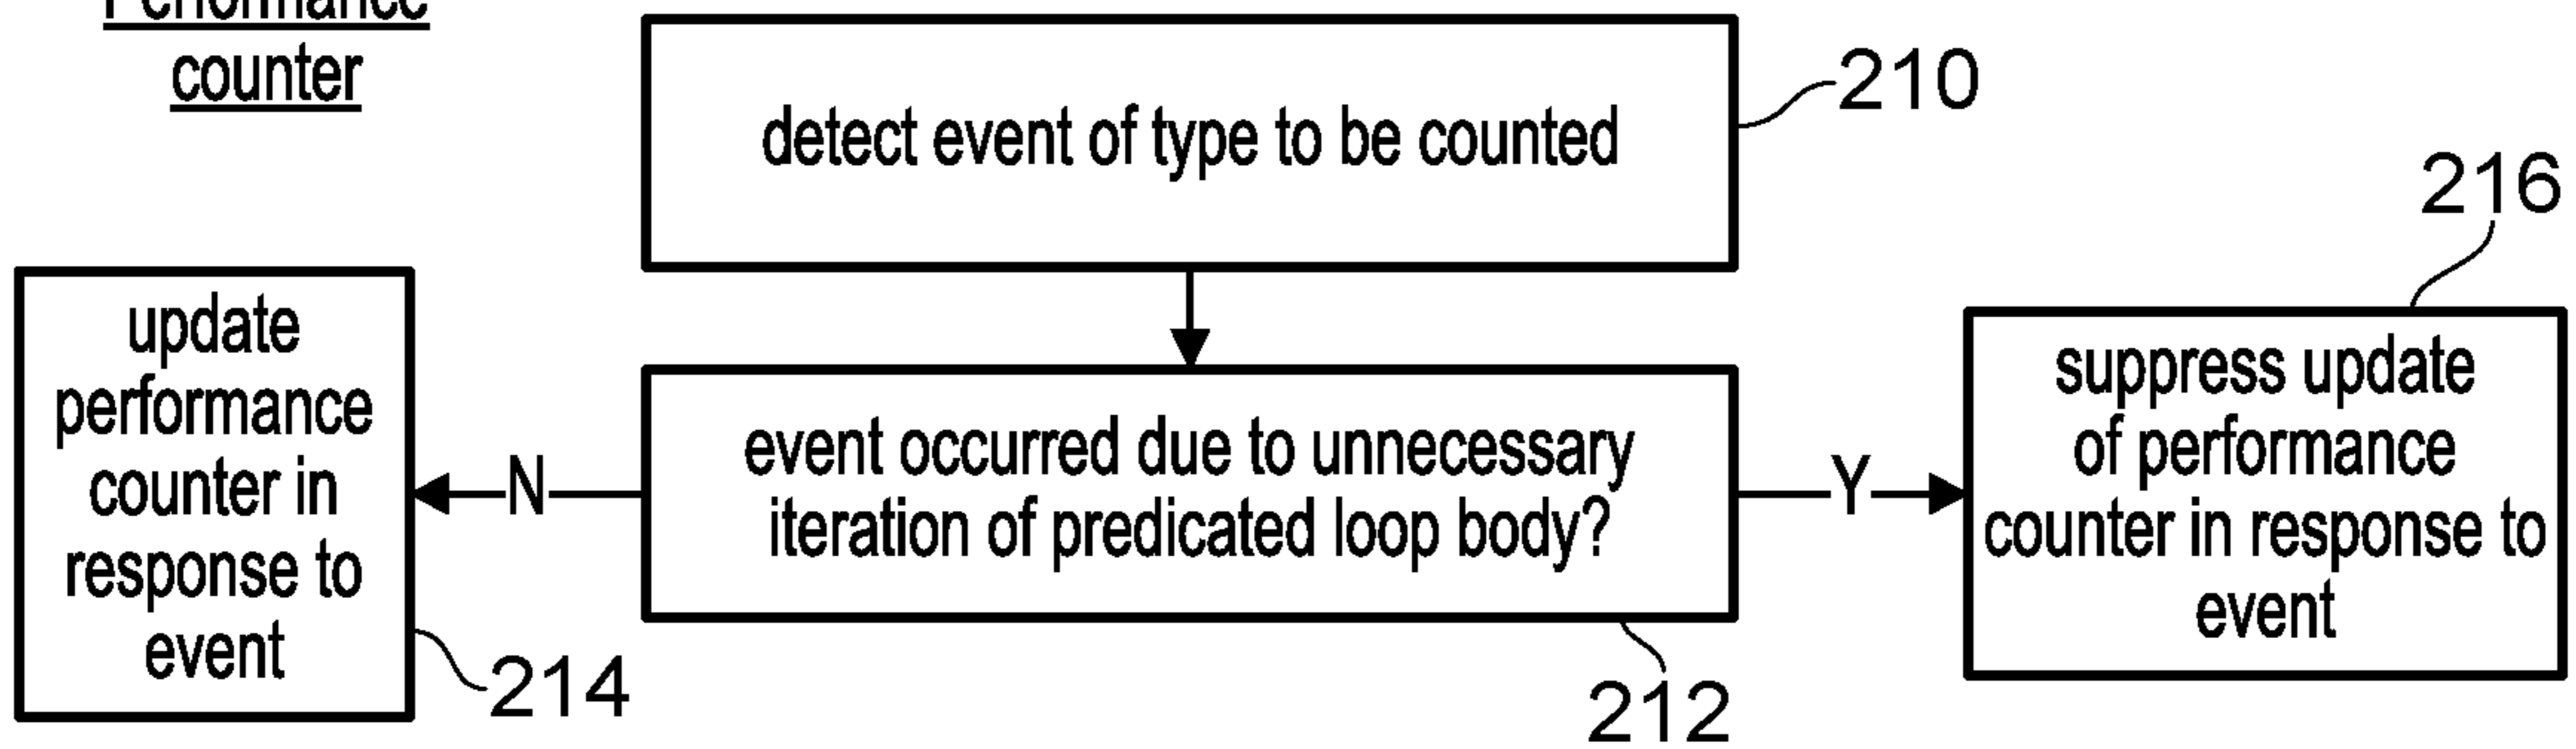 Performance
counter
detect event of type to be counted
210
216
update
performance
counter in
response to
event
214
N
event occurred due to unnecessary
iteration of predicated loop body?
212
Y
suppress update
of performance
counter in response to
event